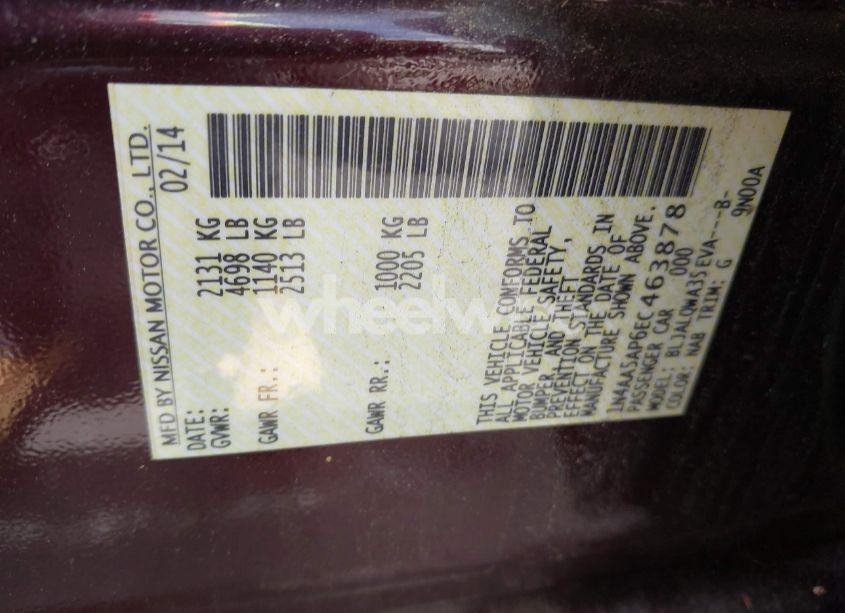 MFD BY NISSAN MOTOR CO., LTD.
DATE: 02/14
GVWR: 2131 KG
4698 LB
GAWR FR.: 1140 KG
2513 LB
GAWR RR.: 1000 KG
2205 LB
THIS VEHICLE CONFORMS TO
ALL APPLICABLE FEDERAL
MOTOR VEHICLE SAFETY,
BUMPER, AND THEFT
PREVENTION STANDARDS IN
EFFECT ON THE DATE OF
MANUFACTURE SHOWN ABOVE.
1N4AA5AP6EC463878
PASSENGER CAR 000
MODEL: BLJALQWA35EVA---B-
COLOR: NAB TRIM: G 9N00A